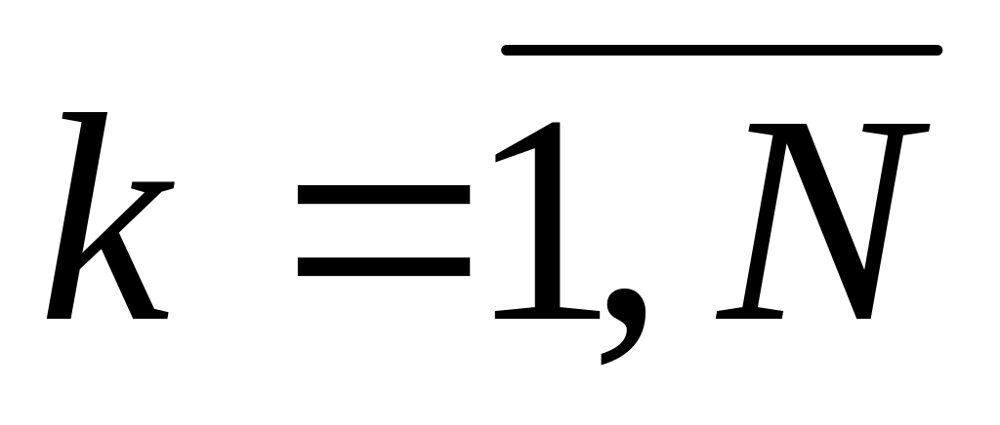 k = \overline{1, N}